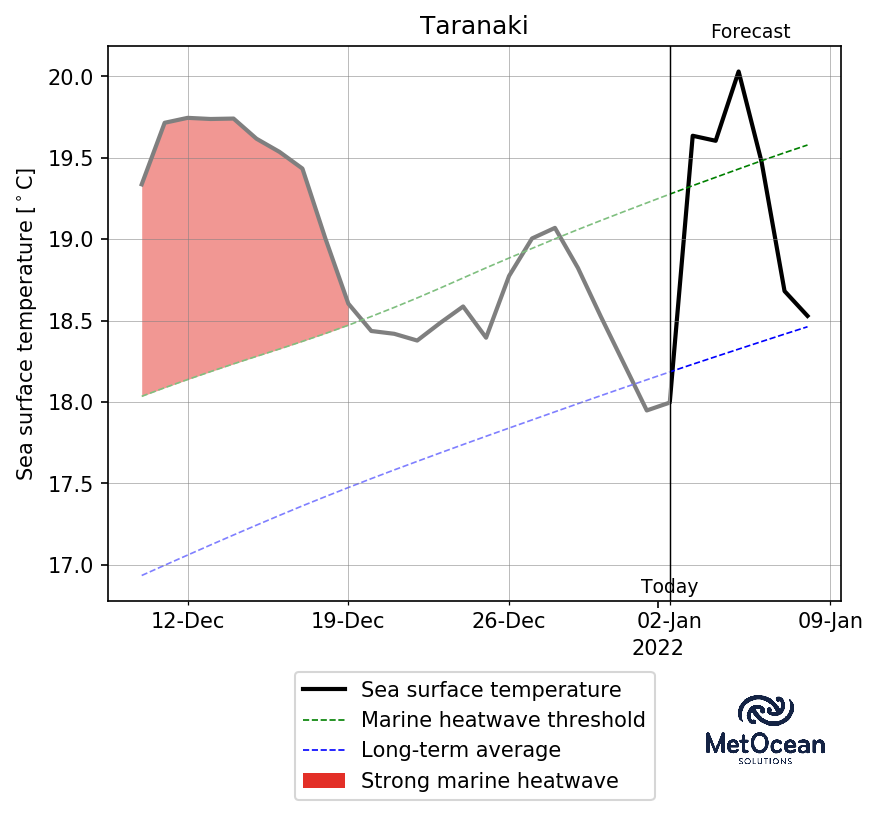 Taranaki
Forecast
Sea surface temperature [°C]
20.0
19.5
19.0
18.5
18.0
17.5
17.0
Today
12-Dec 19-Dec 26-Dec 02-Jan 09-Jan
2022
Sea surface temperature
Marine heatwave threshold
Long-term average
Strong marine heatwave
MetOcean
SOLUTIONS